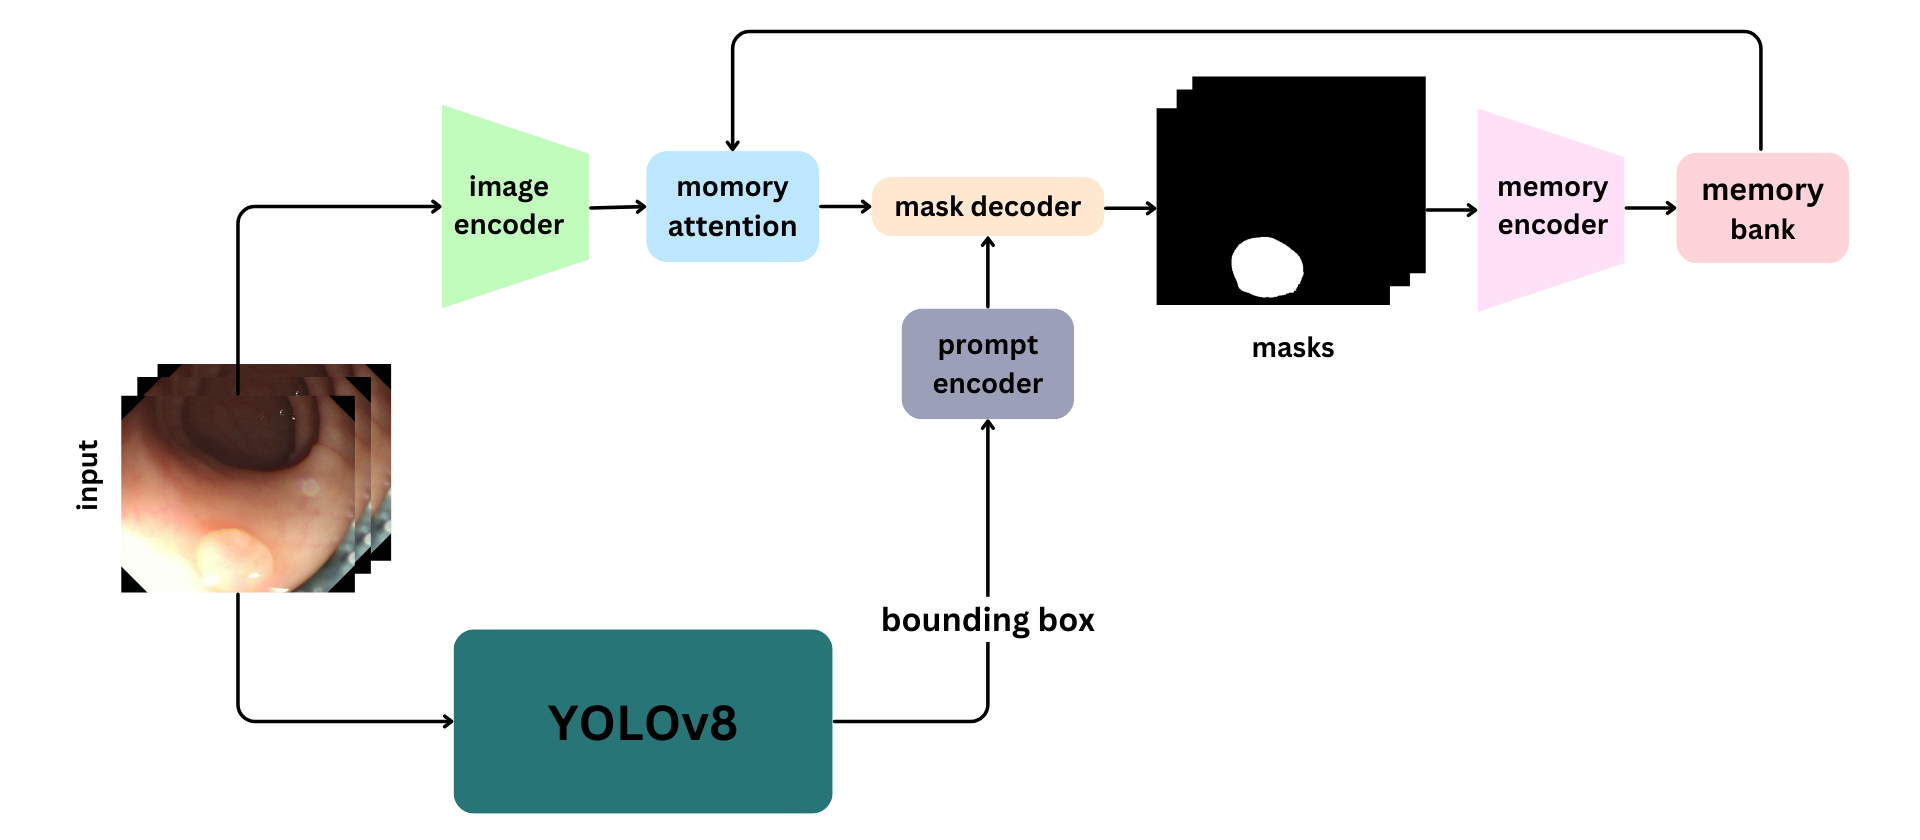 image
encoder
momory
attention
mask decoder
memory
encoder
memory
bank
prompt
encoder
masks
input
bounding box
YOLOv8